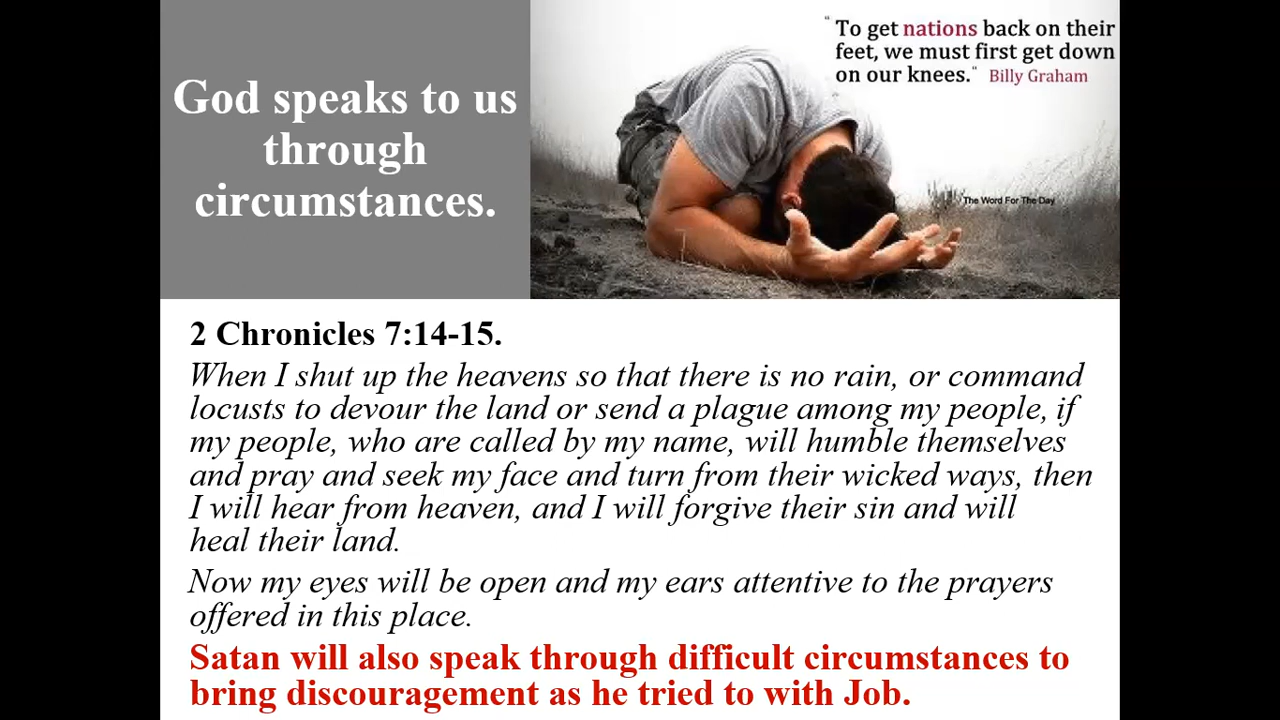 God speaks to us
through
circumstances.
"To get nations back on their
feet, we must first get down
on our knees." Billy Graham
The Word For The Day
2 Chronicles 7:14-15.
When I shut up the heavens so that there is no rain, or command
locusts to devour the land or send a plague among my people, if
my people, who are called by my name, will humble themselves
and pray and seek my face and turn from their wicked ways, then
I will hear from heaven, and I will forgive their sin and will
heal their land.
Now my eyes will be open and my ears attentive to the prayers
offered in this place.
Satan will also speak through difficult circumstances to
bring discouragement as he tried to with Job.